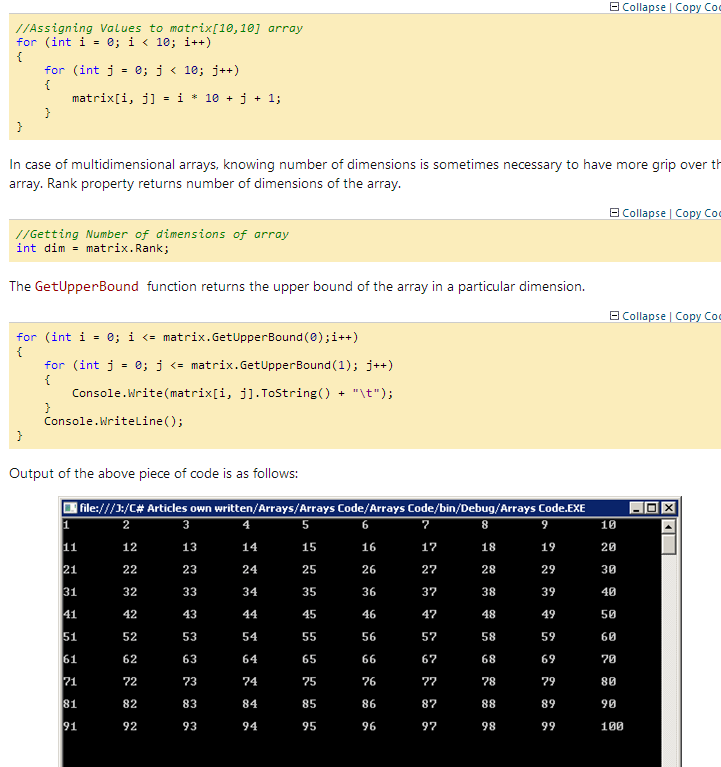 Collapse | Copy Co
//Assigning Values to matrix[10,10] array
for (int i = 0; i < 10; i++)
{
    for (int j = 0; j < 10; j++)
    {
        matrix[i, j] = i * 10 + j + 1;
    }
}
In case of multidimensional arrays, knowing number of dimensions is sometimes necessary to have more grip over th
array. Rank property returns number of dimensions of the array.
Collapse | Copy Co
//Getting Number of dimensions of array
int dim = matrix.Rank;
The GetUpperBound function returns the upper bound of the array in a particular dimension.
Collapse | Copy Co
for (int i = 0; i <= matrix.GetUpperBound(0);i++)
{
    for (int j = 0; j <= matrix.GetUpperBound(1); j++)
    {
        Console.Write(matrix[i, j].ToString() + "\t");
    }
    Console.WriteLine();
}
Output of the above piece of code is as follows:
file:///J:/C# Articles own written/Arrays/Arrays Code/Arrays Code/bin/Debug/Arrays Code.EXE
1 2 3 4 5 6 7 8 9 10
11 12 13 14 15 16 17 18 19 20
21 22 23 24 25 26 27 28 29 30
31 32 33 34 35 36 37 38 39 40
41 42 43 44 45 46 47 48 49 50
51 52 53 54 55 56 57 58 59 60
61 62 63 64 65 66 67 68 69 70
71 72 73 74 75 76 77 78 79 80
81 82 83 84 85 86 87 88 89 90
91 92 93 94 95 96 97 98 99 100